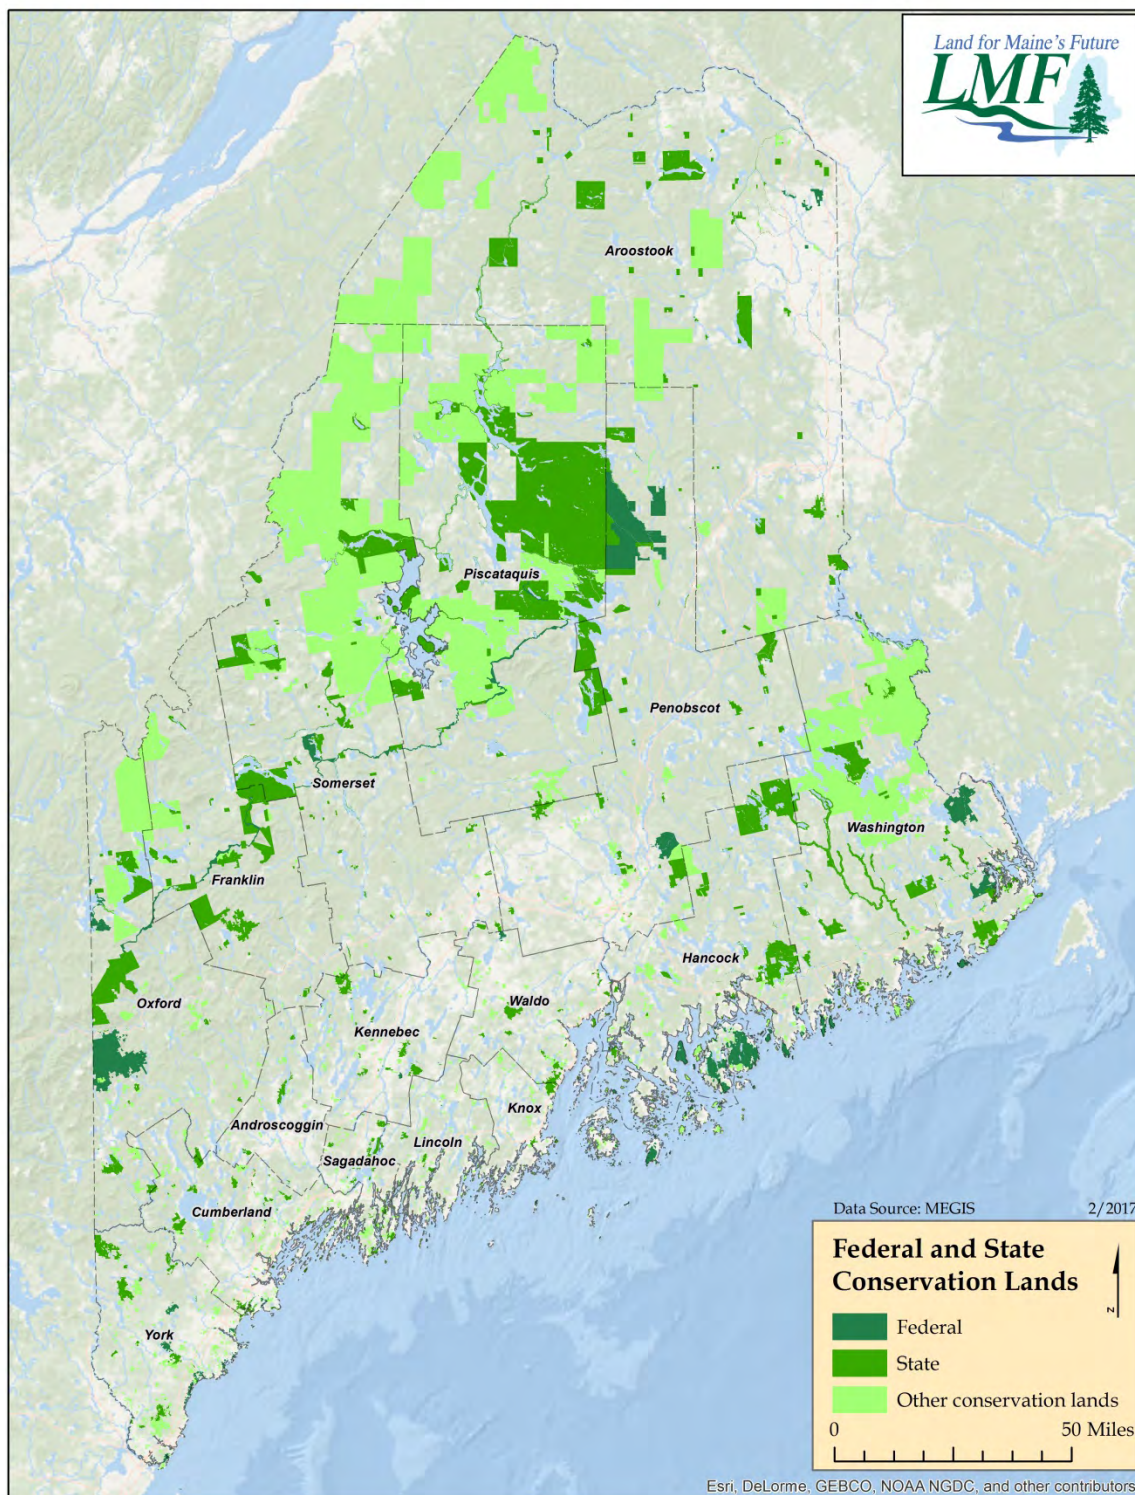 Land for Maine's Future
LMF
Aroostook
Piscataquis
Penobscot
Somerset
Washington
Franklin
Hancock
Oxford
Waldo
Kennebec
Knox
Androscoggin
Lincoln
Sagadahoc
Cumberland
York
Data Source: MEGIS 2/2017
Federal and State
Conservation Lands
N
Federal
State
Other conservation lands
0 50 Miles
Esri, DeLorme, GEBCO, NOAA NGDC, and other contributors